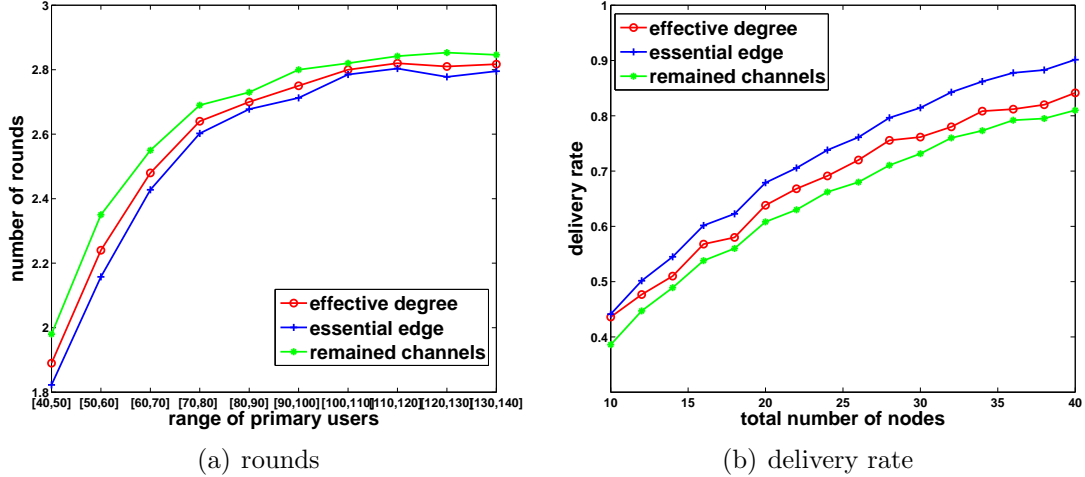 3
2.8
2.6
2.4
2.2
2
1.8
number of rounds
effective degree
essential edge
remained channels
[40,50] [50,60] [60,70] [70,80] [80,90] [90,100] [100,110] [110,120] [120,130] [130,140]
range of primary users
(a) rounds
1
0.9
0.8
0.7
0.6
0.5
0.4
delivery rate
effective degree
essential edge
remained channels
10 15 20 25 30 35 40
total number of nodes
(b) delivery rate